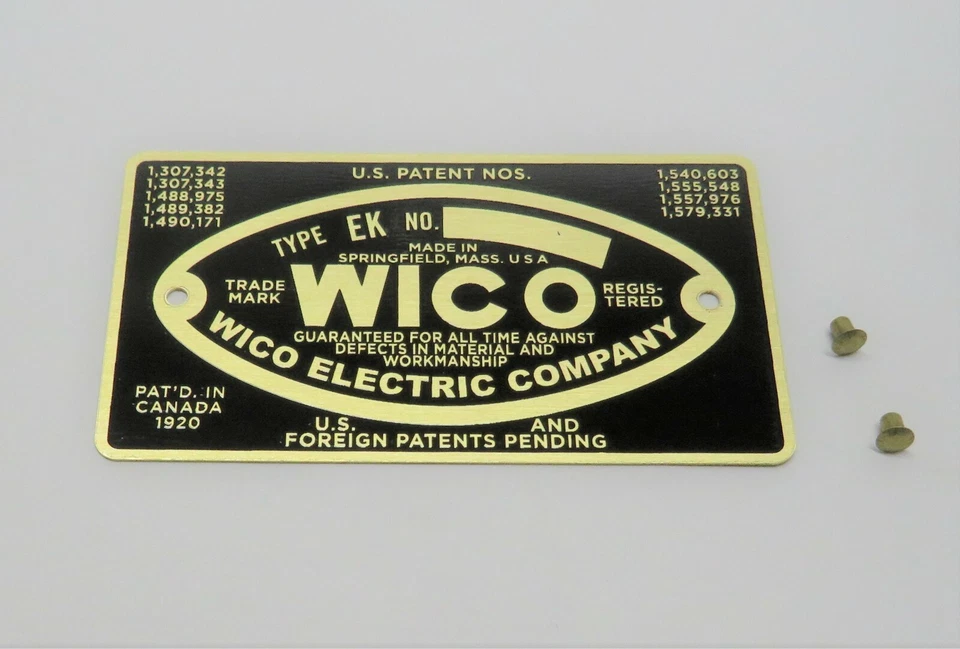 U.S. PATENT NOS.
1,307,342
1,307,343
1,488,975
1,489,382
1,490,171
1,540,603
1,555,548
1,557,976
1,579,331
TYPE EK NO.
MADE IN
SPRINGFIELD, MASS. U S A
TRADE
MARK
WICO
REGIS-
TERED
GUARANTEED FOR ALL TIME AGAINST
DEFECTS IN MATERIAL AND
WORKMANSHIP
WICO ELECTRIC COMPANY
PAT'D. IN
CANADA
1920
U.S. AND
FOREIGN PATENTS PENDING